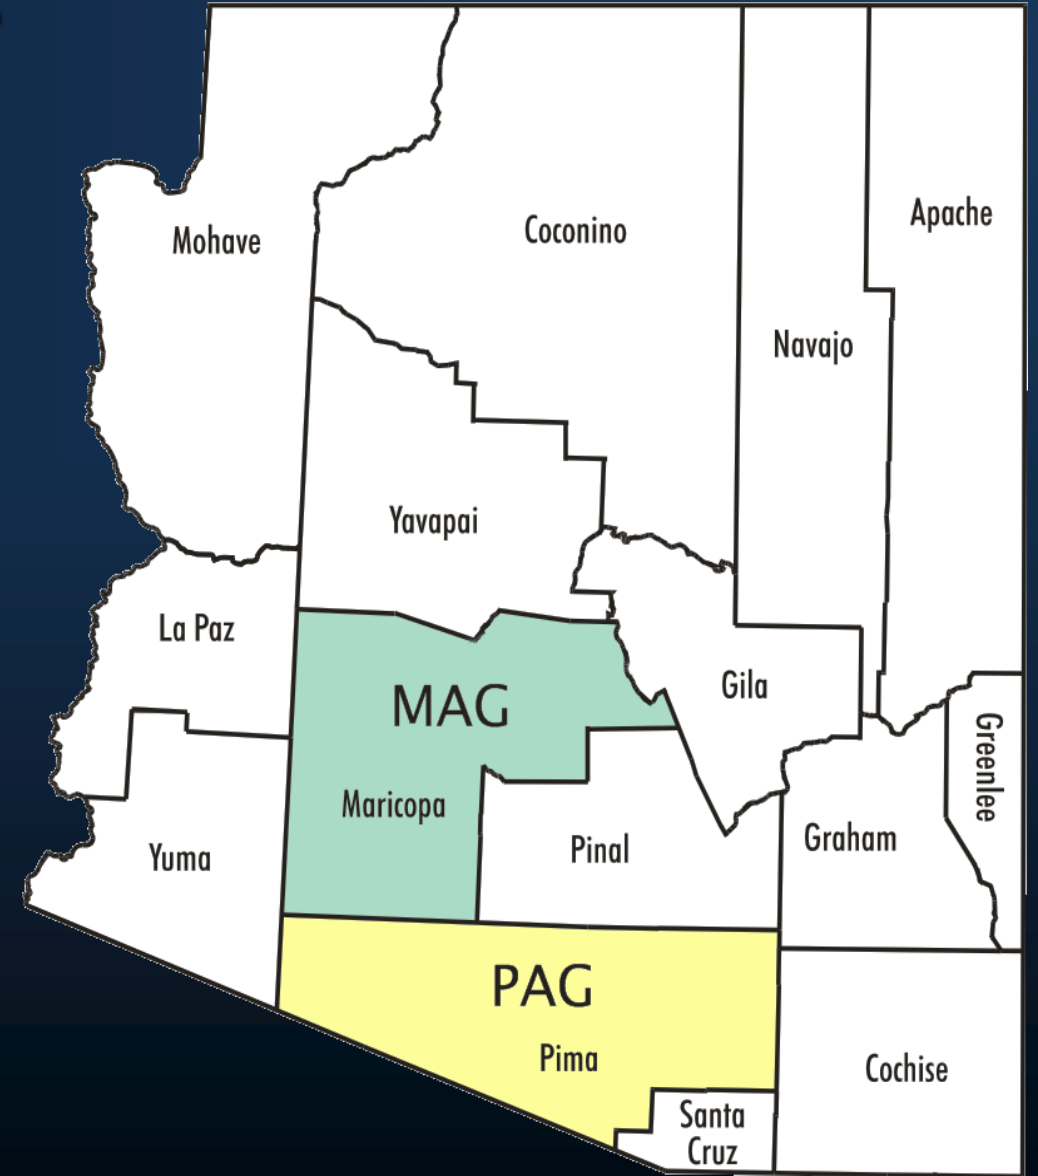 Apache
Coconino
Mohave
Navajo
Yavapai
La Paz
Gila
MAG
Greenlee
Maricopa
Graham
Pinal
Yuma
PAG
Pima
Cochise
Santa
Cruz